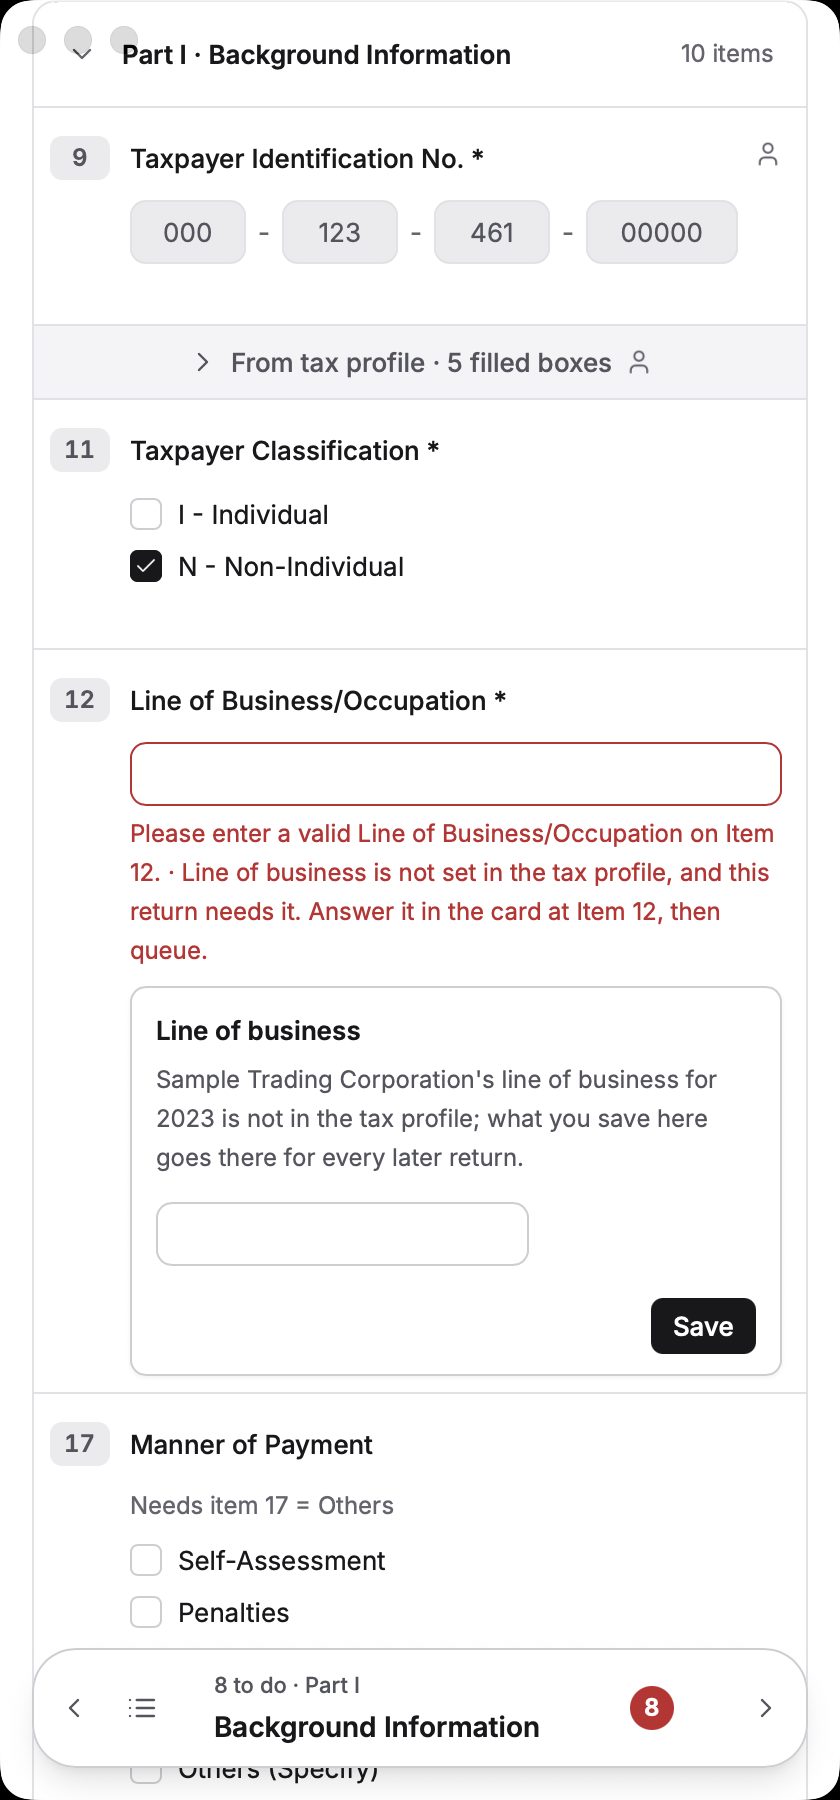 Part I · Background Information
10 items
9
Taxpayer Identification No. *
000 - 123 - 461 - 00000
From tax profile · 5 filled boxes
11
Taxpayer Classification *
I - Individual
N - Non-Individual
12
Line of Business/Occupation *
Please enter a valid Line of Business/Occupation on Item
12. · Line of business is not set in the tax profile, and this
return needs it. Answer it in the card at Item 12, then
queue.
Line of business
Sample Trading Corporation's line of business for
2023 is not in the tax profile; what you save here
goes there for every later return.
Save
17
Manner of Payment
Needs item 17 = Others
Self-Assessment
Penalties
8 to do · Part I
Background Information
8
Others (Specify)